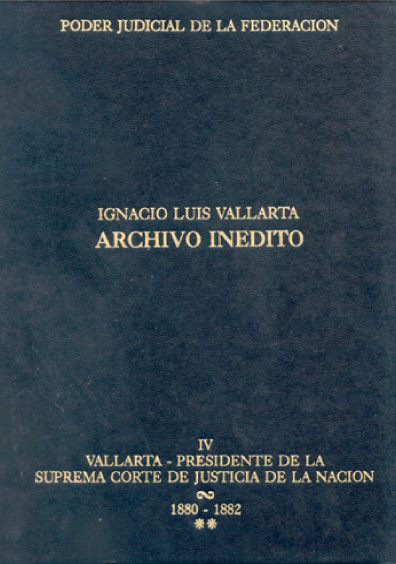 PODER JUDICIAL DE LA FEDERACION
IGNACIO LUIS VALLARTA
ARCHIVO INEDITO
IV
VALLARTA - PRESIDENTE DE LA
SUPREMA CORTE DE JUSTICIA DE LA NACION
1880 - 1882
**